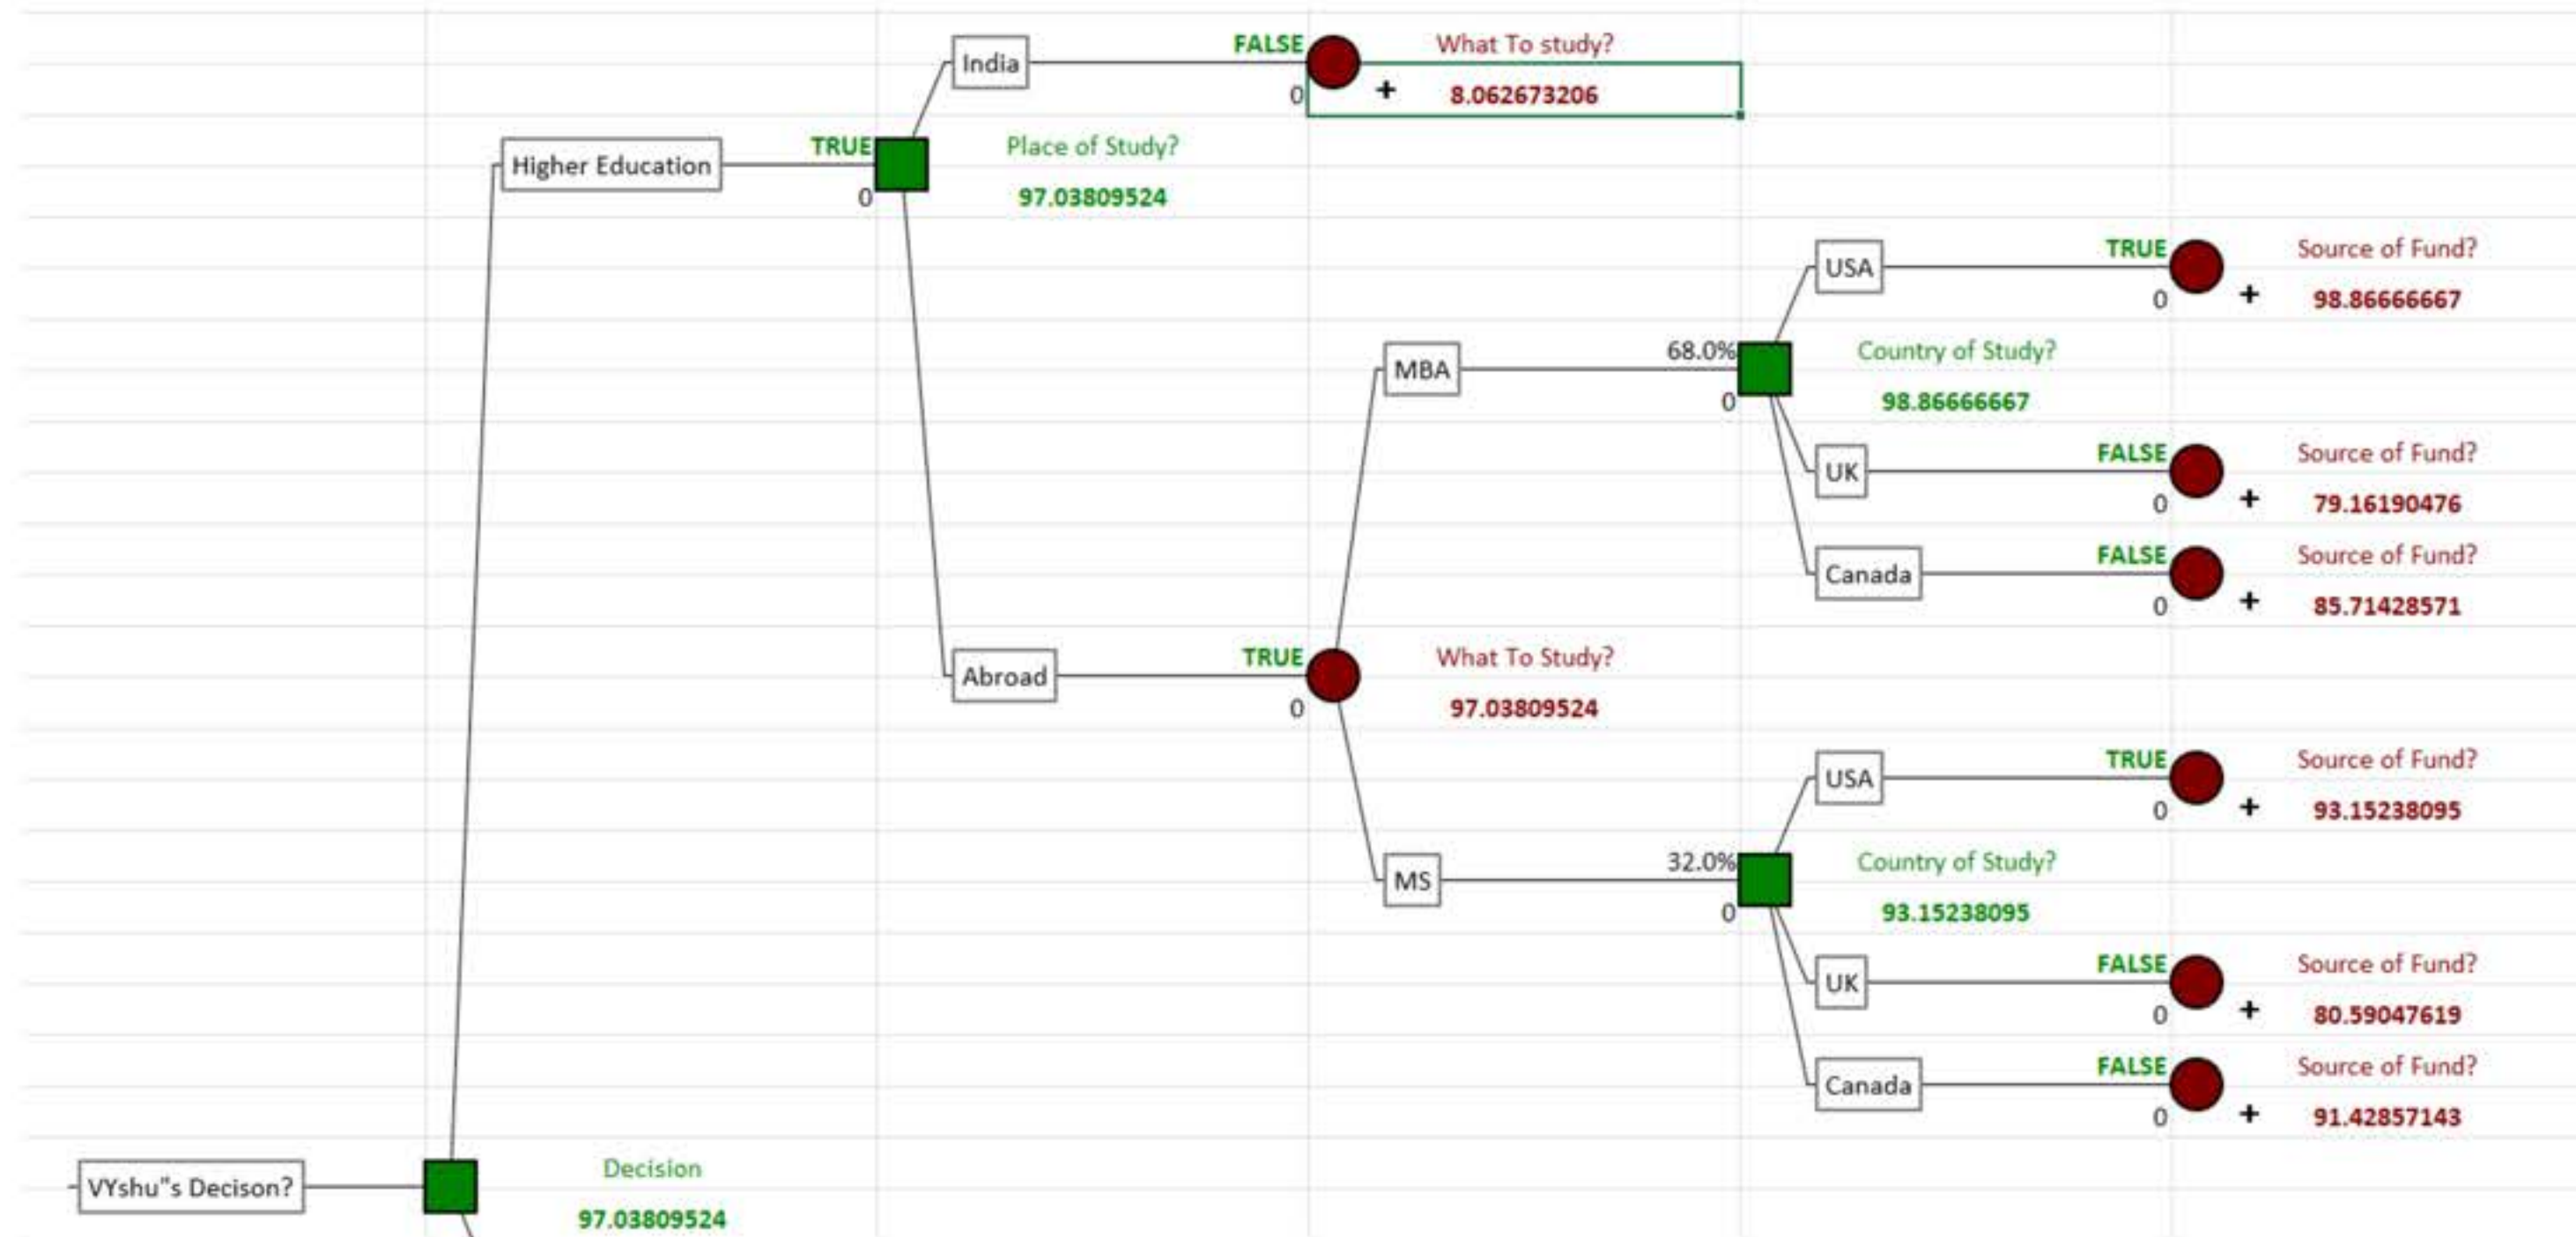 FALSE What To study?
India
0 + 8.062673206
TRUE Place of Study?
Higher Education
0 97.03809524
TRUE Source of Fund?
USA
0 + 98.86666667
68.0% Country of Study?
MBA
0 98.86666667
FALSE Source of Fund?
UK
0 + 79.16190476
FALSE Source of Fund?
Canada
0 + 85.71428571
TRUE What To Study?
Abroad
0 97.03809524
TRUE Source of Fund?
USA
0 + 93.15238095
32.0% Country of Study?
MS
0 93.15238095
FALSE Source of Fund?
UK
0 + 80.59047619
FALSE Source of Fund?
Canada
0 + 91.42857143
Decision
VYshu"s Decison?
97.03809524